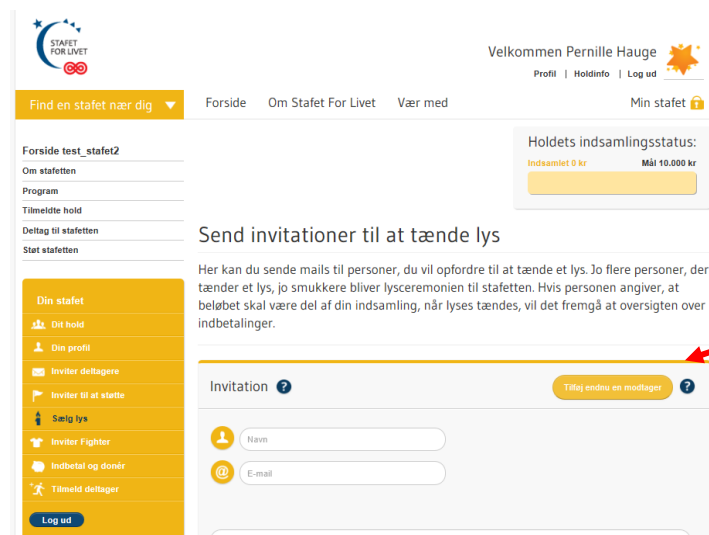 STAFET
FOR LIVET
Velkommen Pernille Hauge
Profil | Holdinfo | Log ud
Find en stafet nær dig
Forside Om Stafet For Livet Vær med Min stafet
Forside test_stafet2
Om stafetten
Program
Tilmeldte hold
Deltag til stafetten
Støt stafetten
Holdets indsamlingsstatus:
Indsamlet 0 kr Mål 10.000 kr
Send invitationer til at tænde lys
Her kan du sende mails til personer, du vil opfordre til at tænde et lys. Jo flere personer, der
tænder et lys, jo smukkere bliver lysceremonien til stafetten. Hvis personen angiver, at
beløbet skal være del af din indsamling, når lyses tændes, vil det fremgå at oversigten over
indbetalinger.
Din stafet
Dit hold
Din profil
Inviter deltagere
Inviter til at støtte
Sælg lys
Inviter Fighter
Indbetal og donér
Tilmeld deltager
Log ud
Invitation ?
Tilføj endnu en modtager ?
Navn
@ E-mail